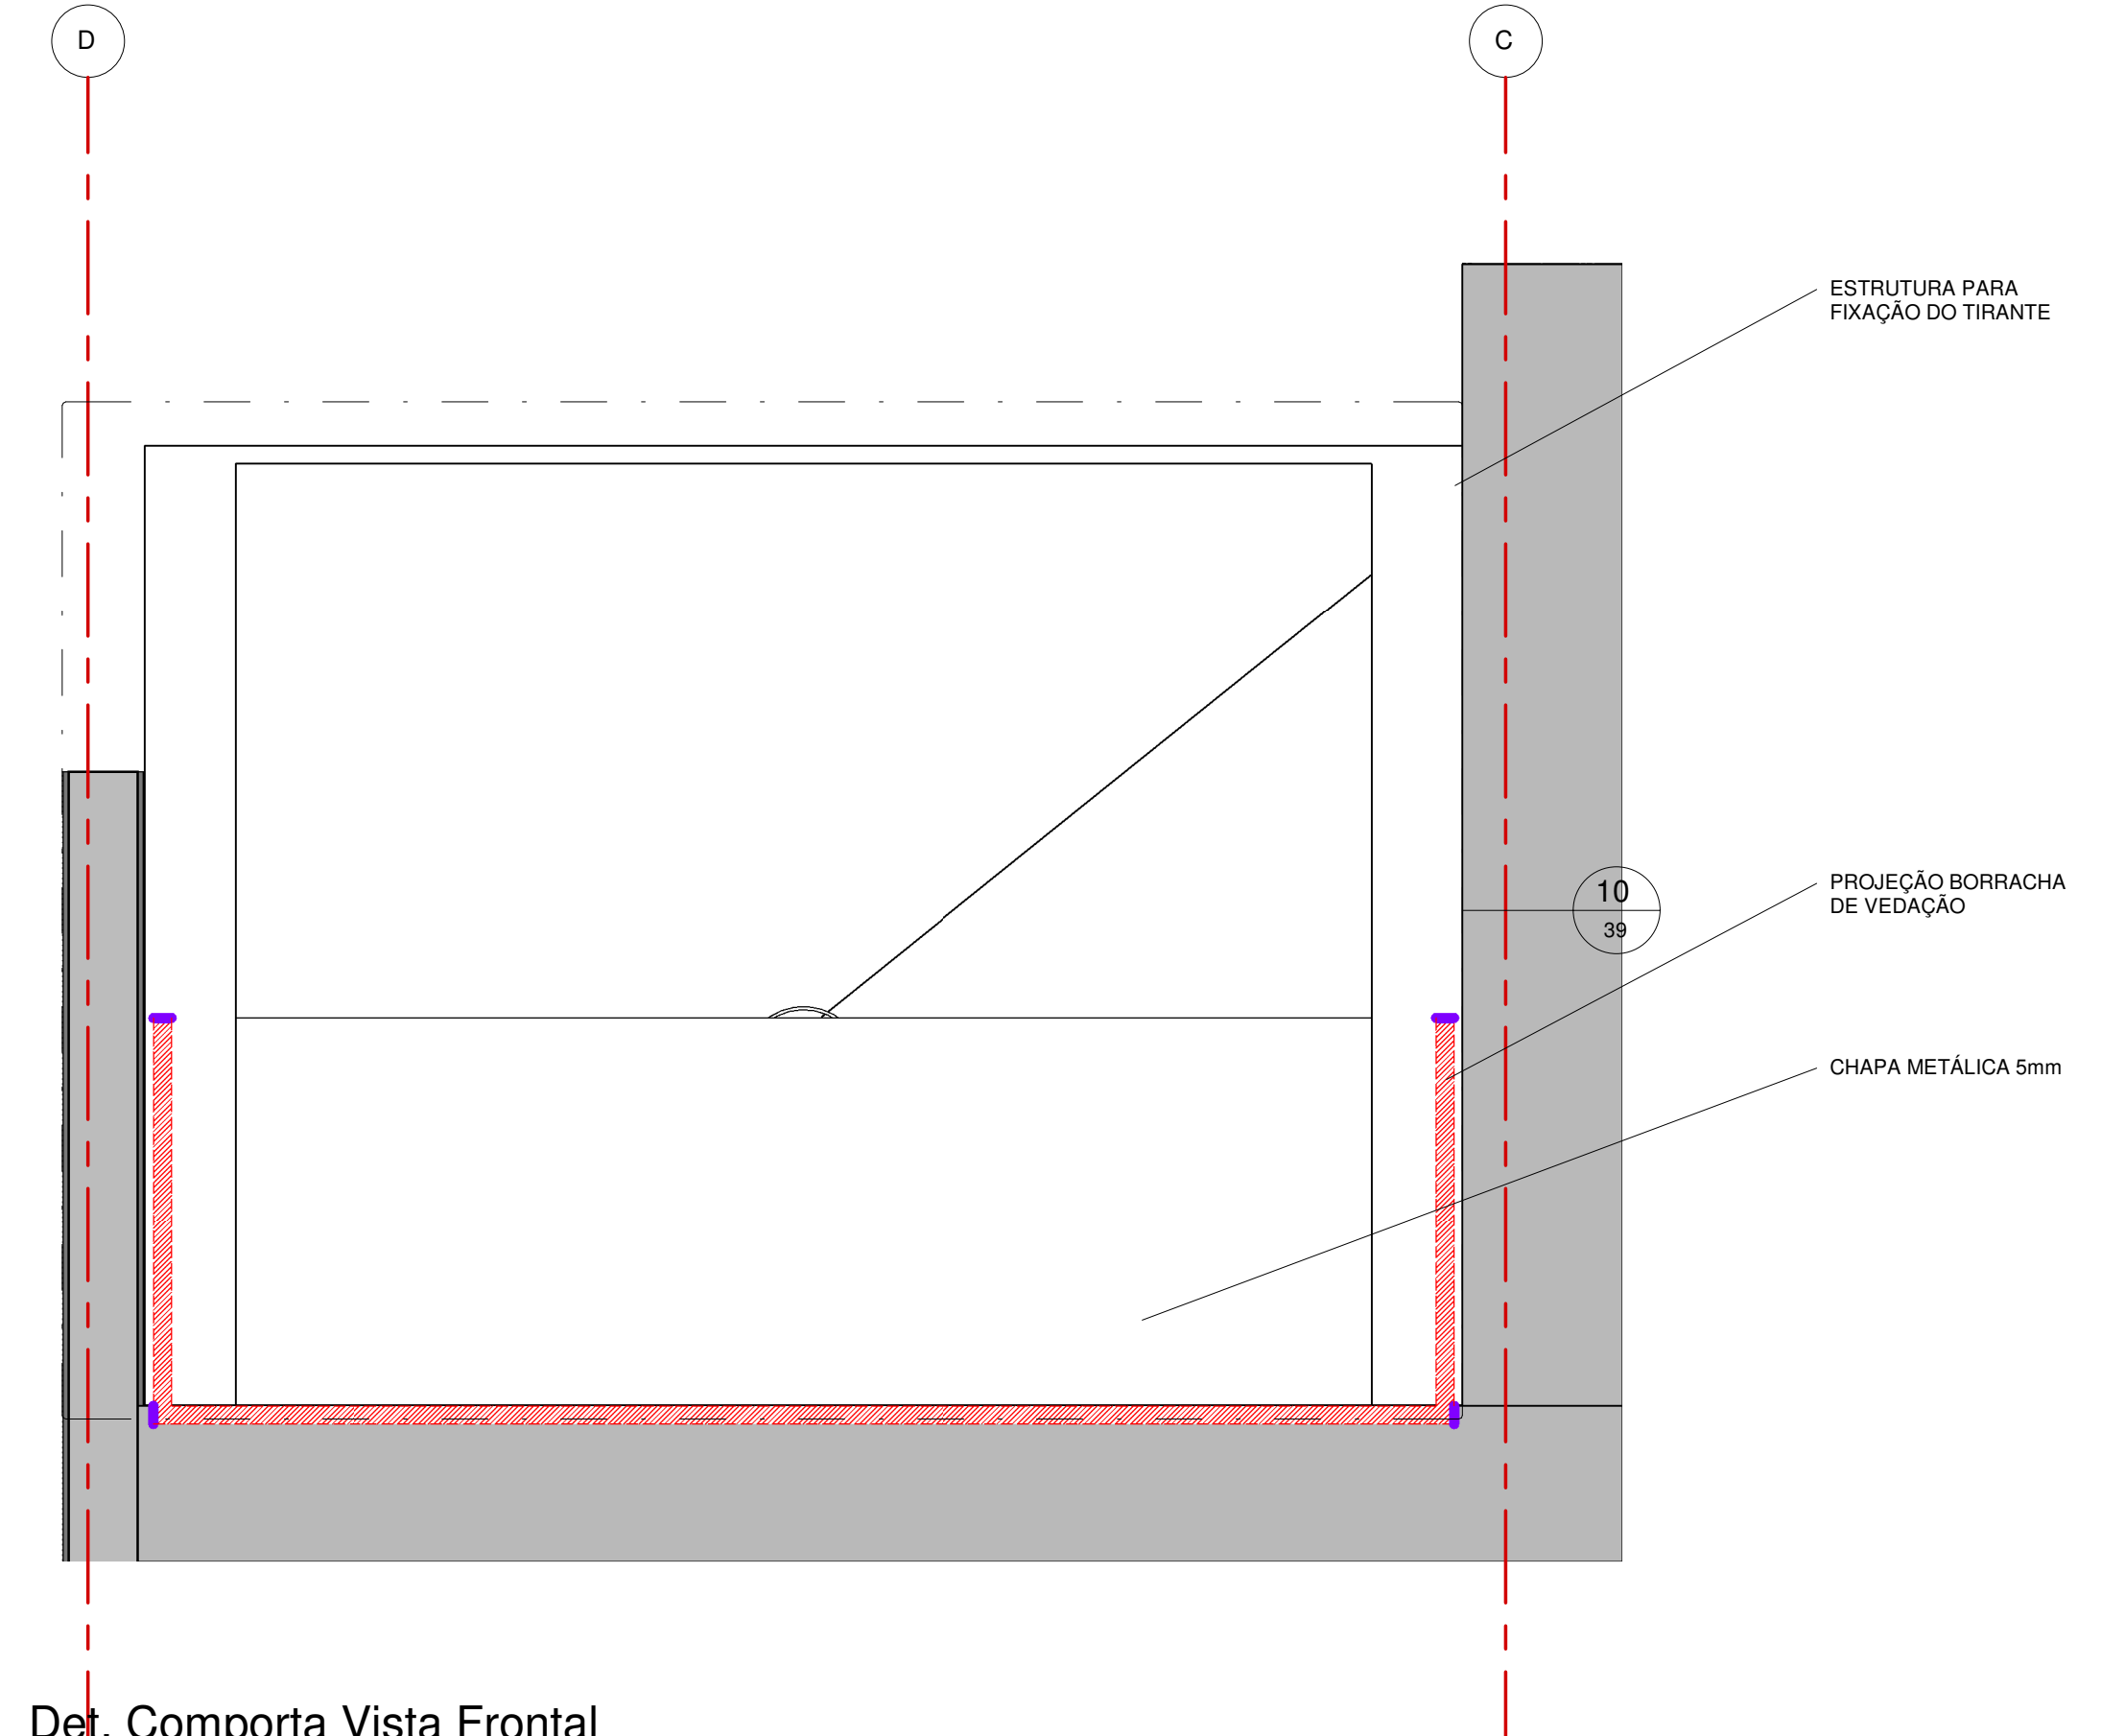 D
C
ESTRUTURA PARA
FIXAÇÃO DO TIRANTE
10
39
PROJEÇÃO BORRACHA
DE VEDAÇÃO
CHAPA METÁLICA 5mm
Det. Comporta Vista Frontal